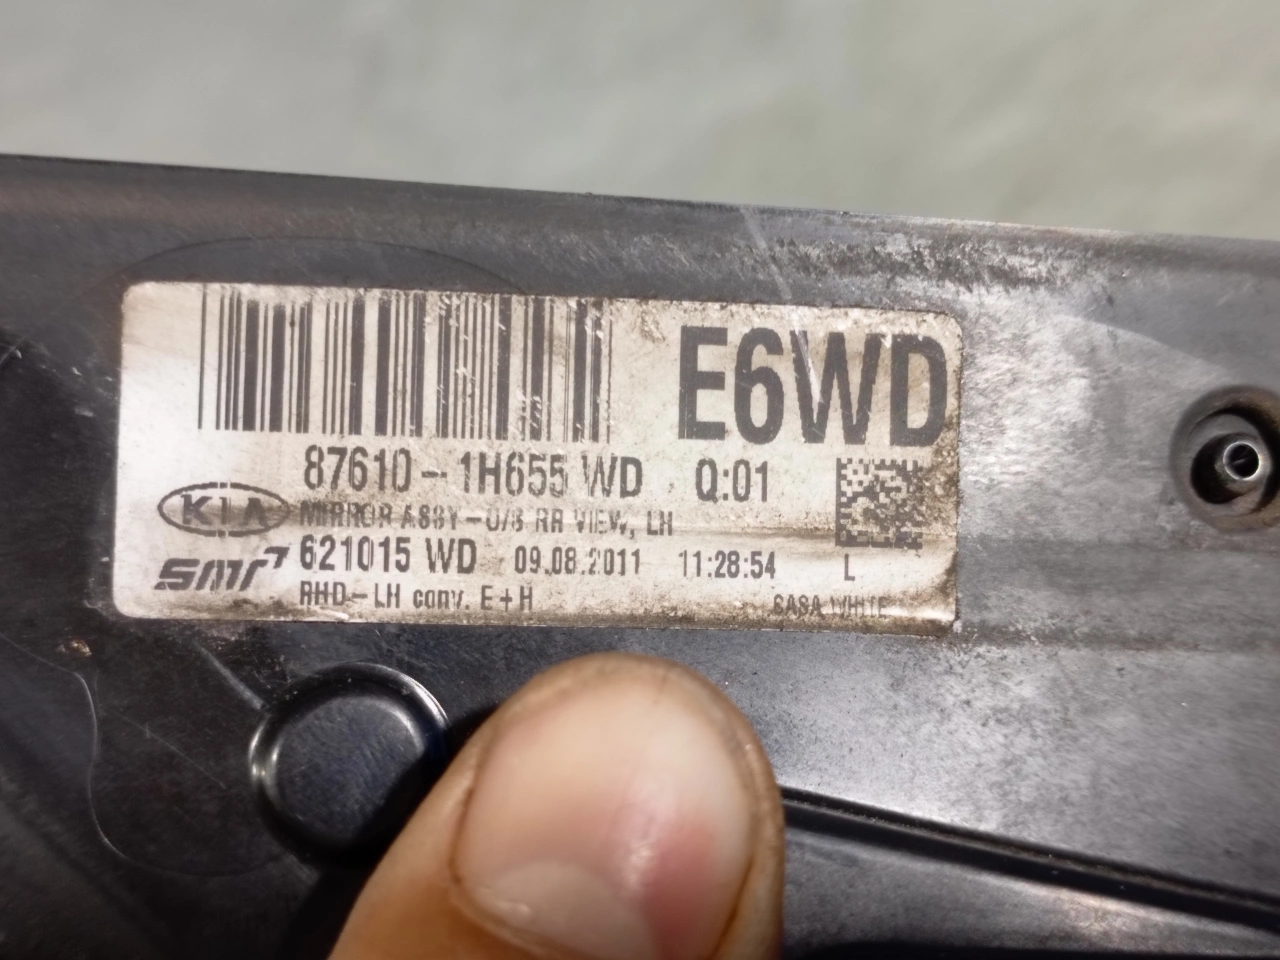 E6WD
87610-1H655 WD Q:01
KIA MIRROR ASSY-O/S RR VIEW, LH
smr 621015 WD 09.08.2011 11:28:54 L
RHD-LH conv. E+H CASA WHITE